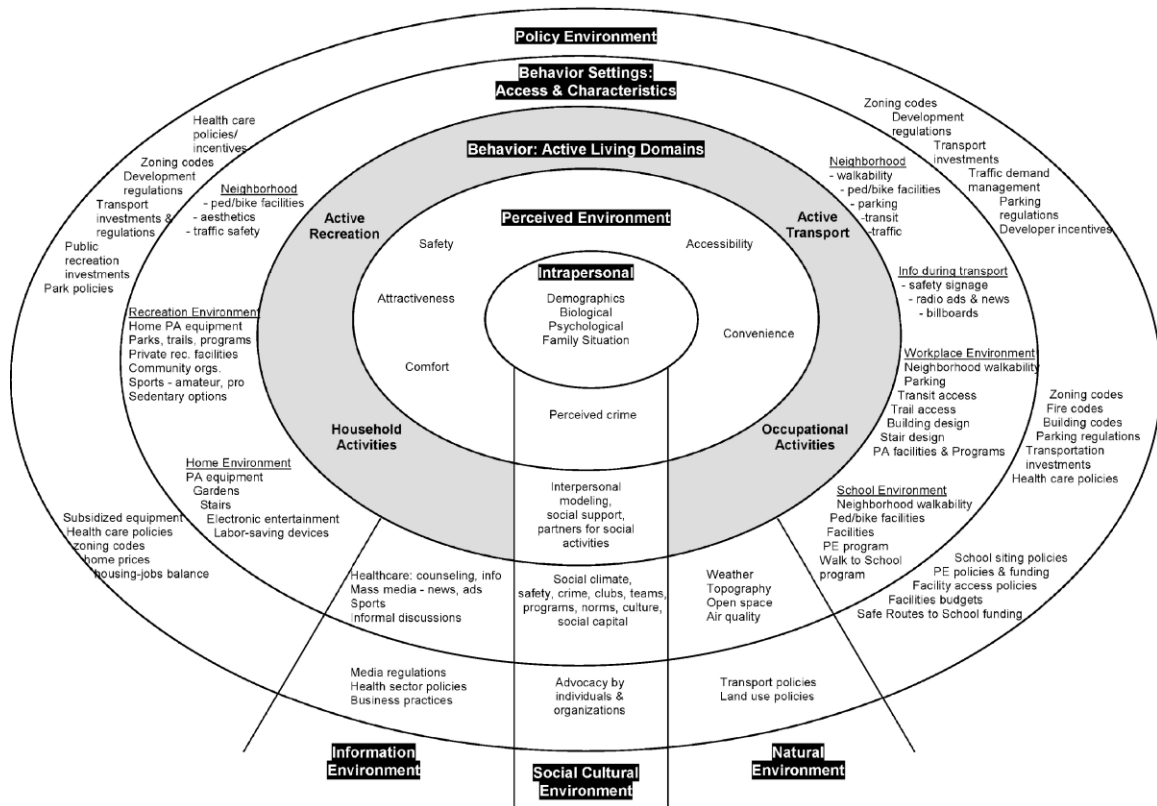 Policy Environment
Behavior Settings:
Access & Characteristics
Behavior: Active Living Domains
Perceived Environment
Intrapersonal
Demographics
Biological
Psychological
Family Situation
Safety
Attractiveness
Comfort
Accessibility
Convenience
Perceived crime
Active
Recreation
Active
Transport
Household
Activities
Occupational
Activities
Interpersonal
modeling,
social support,
partners for social
activities
Health care
policies/
incentives
Zoning codes
Development
regulations
Transport
investments &
regulations
Public
recreation
investments
Park policies
Neighborhood
- ped/bike facilities
- aesthetics
- traffic safety
Recreation Environment
Home PA equipment
Parks, trails, programs
Private rec. facilities
Community orgs.
Sports - amateur, pro
Sedentary options
Home Environment
PA equipment
Gardens
Stairs
Electronic entertainment
Labor-saving devices
Subsidized equipment
Health care policies
zoning codes
home prices
housing-jobs balance
Zoning codes
Development
regulations
Transport
investments
Traffic demand
management
Parking
regulations
Developer incentives
Neighborhood
- walkability
- ped/bike facilities
- parking
-transit
-traffic
Info during transport
- safety signage
- radio ads & news
- billboards
Workplace Environment
Neighborhood walkability
Parking
Transit access
Trail access
Building design
Stair design
PA facilities & Programs
Zoning codes
Fire codes
Building codes
Parking regulations
Transportation
investments
Health care policies
School Environment
Neighborhood walkability
Ped/bike facilities
Facilities
PE program
Walk to School
program
School siting policies
PE policies & funding
Facility access policies
Facilities budgets
Safe Routes to School funding
Healthcare: counseling, info
Mass media - news, ads
Sports
Informal discussions
Social climate,
safety, crime, clubs, teams,
programs, norms, culture,
social capital
Weather
Topography
Open space
Air quality
Media regulations
Health sector policies
Business practices
Advocacy by
individuals &
organizations
Transport policies
Land use policies
Information
Environment
Social Cultural
Environment
Natural
Environment